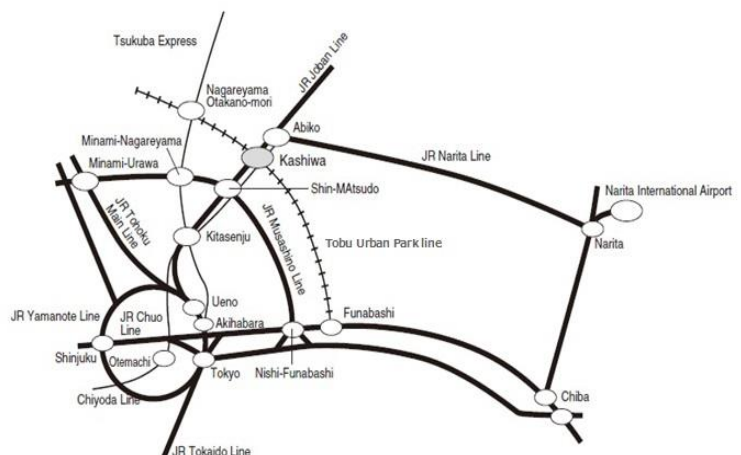 Tsukuba Express
JR Joban Line
Nagareyama
Otakano-mori
Abiko
Minami-Nagareyama
Kashiwa
JR Narita Line
Minami-Urawa
Shin-MAtsudo
Narita International Airport
JR Tohoku
Main Line
JR Musashino Line
Kitasenju
Tobu Urban Park line
Narita
Ueno
Funabashi
JR Yamanote Line
JR Chuo
Line
Akihabara
Shinjuku
Otemachi
Tokyo
Nishi-Funabashi
Chiyoda Line
Chiba
JR Tokaido Line